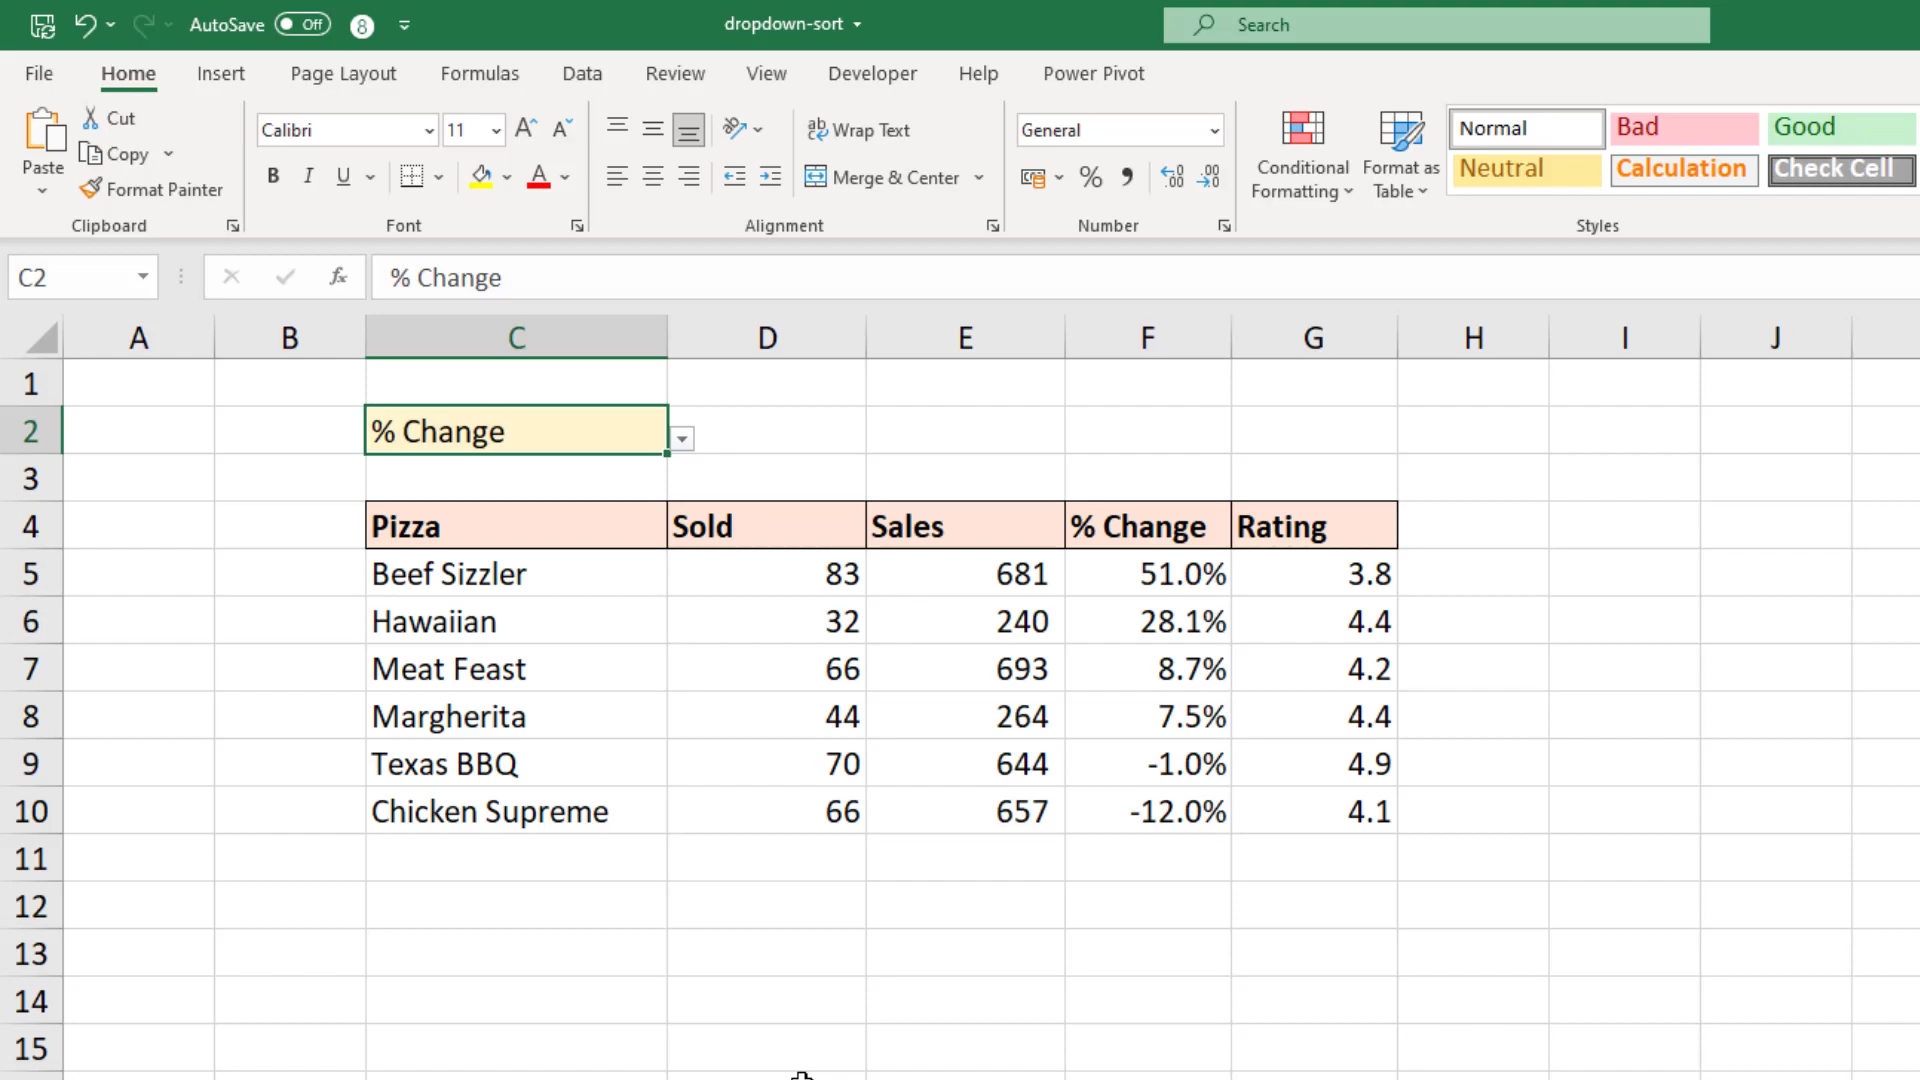 AutoSave Off 8 dropdown-sort Search
File Home Insert Page Layout Formulas Data Review View Developer Help Power Pivot
Paste Cut Copy Format Painter
Clipboard
Calibri 11
B I U A
Font
ab Wrap Text
Merge & Center
Alignment
General
% 9 .00 .00
Number
Conditional Formatting
Format as Table
Normal Bad Good
Neutral Calculation Check Cell
Styles
C2 fx % Change
A B C D E F G H I J
1
2 % Change
3
4 Pizza Sold Sales % Change Rating
5 Beef Sizzler 83 681 51.0% 3.8
6 Hawaiian 32 240 28.1% 4.4
7 Meat Feast 66 693 8.7% 4.2
8 Margherita 44 264 7.5% 4.4
9 Texas BBQ 70 644 -1.0% 4.9
10 Chicken Supreme 66 657 -12.0% 4.1
11
12
13
14
15